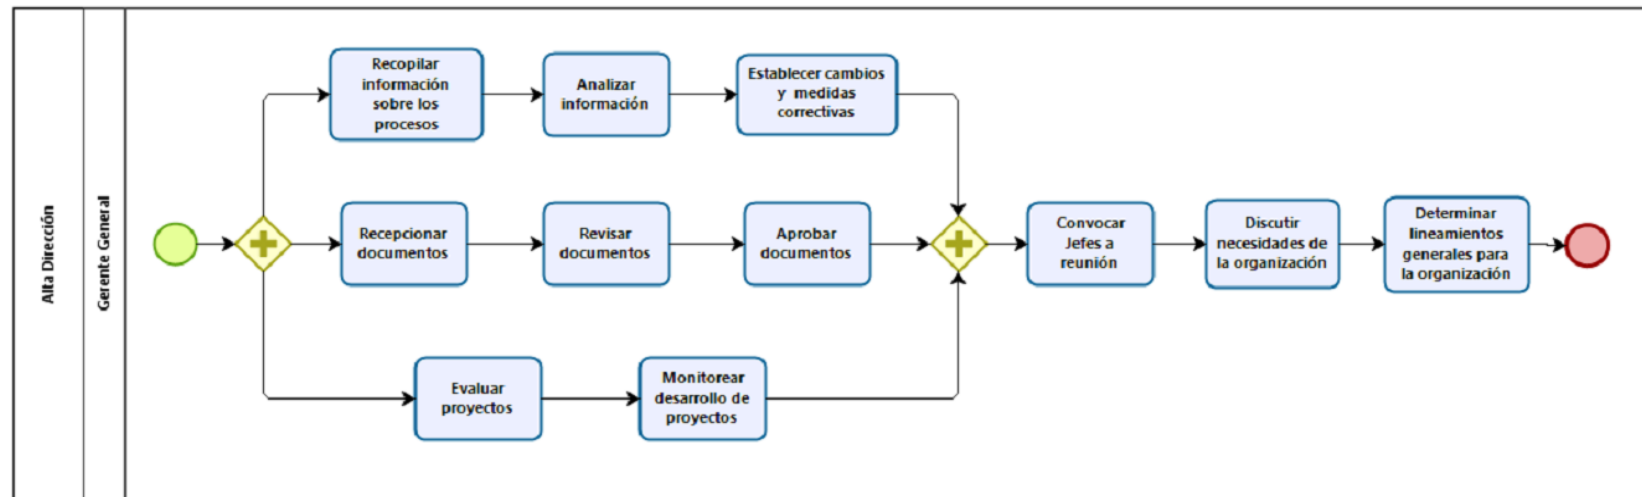 Alta Dirección
Gerente General
Recopilar
información
sobre los
procesos
Analizar
información
Establecer cambios
y medidas
correctivas
Recepcionar
documentos
Revisar
documentos
Aprobar
documentos
Evaluar
proyectos
Monitorear
desarrollo de
proyectos
Convocar
Jefes a
reunión
Discutir
necesidades de
la organización
Determinar
lineamientos
generales para
la organización